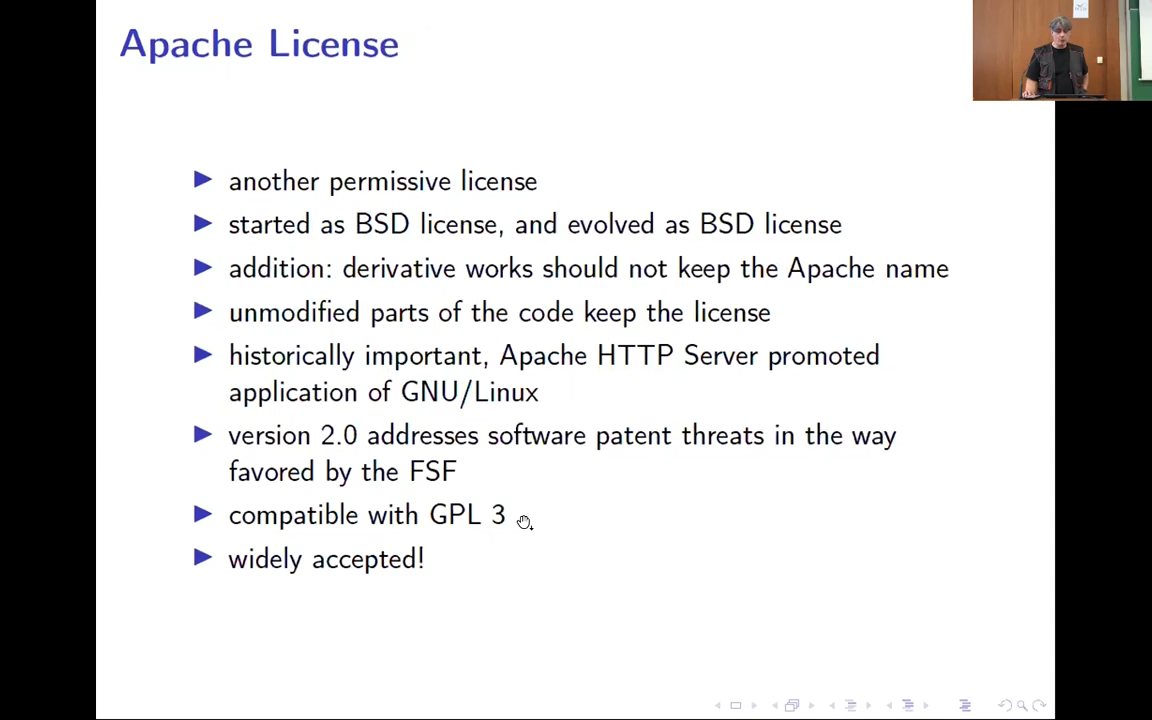 Apache License
another permissive license
started as BSD license, and evolved as BSD license
addition: derivative works should not keep the Apache name
unmodified parts of the code keep the license
historically important, Apache HTTP Server promoted
application of GNU/Linux
version 2.0 addresses software patent threats in the way
favored by the FSF
compatible with GPL 3
widely accepted!